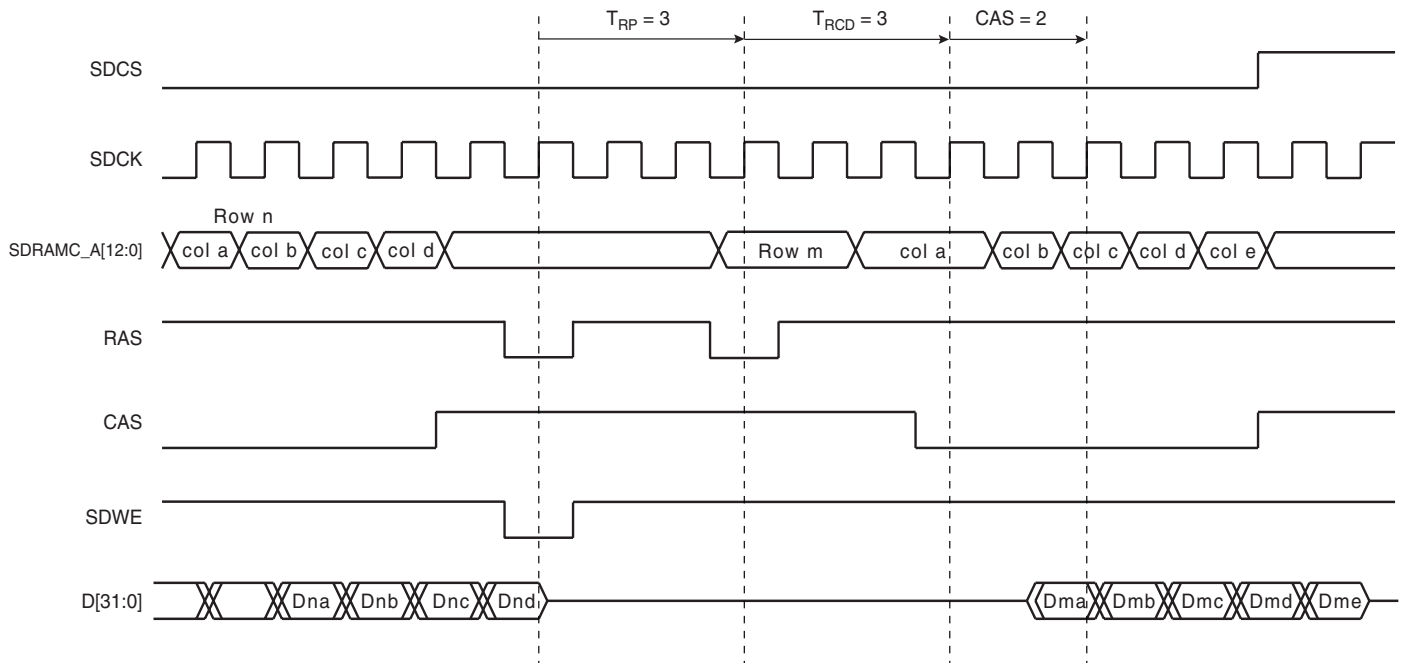 T_RP = 3 T_RCD = 3 CAS = 2
SDCS
SDCK
Row n
SDRAMC_A[12:0] col a col b col c col d Row m col a col b col c col d col e
RAS
CAS
SDWE
D[31:0] Dna Dnb Dnc Dnd Dma Dmb Dmc Dmd Dme